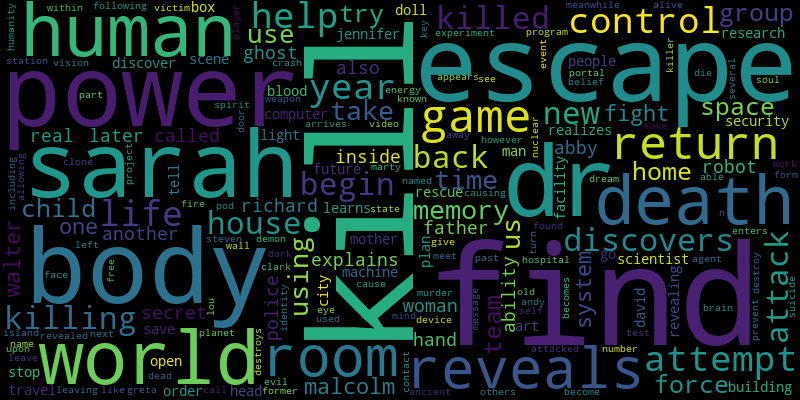 meanwhile alive
within following victim box
humanity
human
help try doll
killed
control group
jennifer key experiment program event
use
station vision discover scene ghost
year
crash
player
escape
research
people
killer portal belief
appears see
die several soul
power
part
also
blood weapon energy known
computer
spirit door
game
new fight space
security
real later called light
take
arrives video
nuclear
away however
realizes
make
return
sarah
project clone
inside back man
abby
home robot work
future marty
begin
time
rescue causing
named
dr
facility
dream able form
death
including allowing
child life tell
fire
richard learns state
memory
father
found
n
one another
pod house
mother
give
us
turn
hospital
discovers
enters
walter
body
left
steven demon
wall
dark
using explains
plan meet past
ability
scientist agent
go
attack
face free
clark machine
cause
city
identity
police
woman
find
old andy self
becomes
system
david
revealing
brain
prevent destroy
suicide
killing
secret lou
eye used
mind
murder device message
team
art
island revealed next save planet
kill
hand
attacked
test
number
name upon leave
world
open
destroys
room
contact
reveals
attempt
stop dead
evil former
force building
travel leaving like greta order call head
malcolm
ancient others become